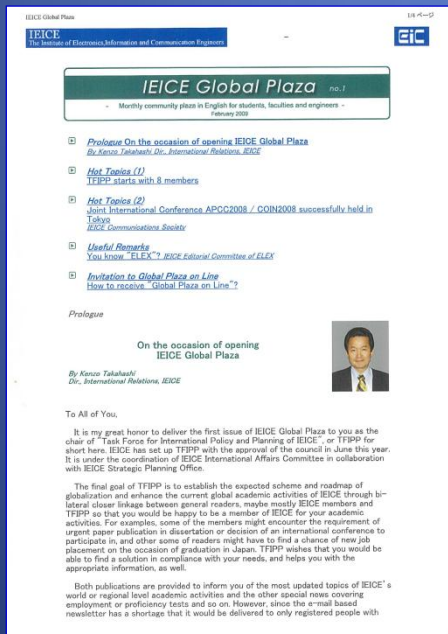 IEICE Global Plaza
1/8 ページ
IEICE
The Institute of Electronics,Information and Communication Engineers
EiC
IEICE Global Plaza no.1
- Monthly community plaza in English for students, faculties and engineers -
Prologue On the occasion of opening IEICE Global Plaza
By Kenzo Takahashi Dir., International Relations, IEICE
Hot Topics (1)
TFIPP starts with 8 members
Hot Topics (2)
Joint International Conference APCC2008 / COIN2008 successfully held in
Tokyo
IEICE Communications Society
Useful Remarks
You know "ELEX"? IEICE Editorial Committee of ELEX
Invitation to Global Plaza on Line
How to receive "Global Plaza on Line"?
Prologue
On the occasion of opening
IEICE Global Plaza
By Kenzo Takahashi
Dir., International Relations, IEICE
To All of You,
It is my great honor to deliver the first issue of IEICE Global Plaza to you as the
chair of "Task Force for International Policy and Planning of IEICE", or TFIPP for
short here. IEICE has set up TFIPP with the approval of the council in June this year.
It is under the coordination of IEICE International Affairs Committee in collaboration
with IEICE Strategic Planning Office.
The final goal of TFIPP is to establish the expected scheme and roadmap of
globalization and enhance the current global academic activities of IEICE through bi-
lateral closer linkage between general readers, maybe mostly IEICE members and
TFIPP so that you would be happy to be a member of IEICE for your academic
activities. For examples, some of the members might encounter the requirement of
urgent paper publication in dissertation or decision of an international conference to
participate in, and other some of readers might have to find a chance of new job
placement on the occasion of graduation in Japan. TFIPP wishes that you would be
able to find a solution in compliance with your needs, and helps you with the
appropriate information, as well.
Both publications are provided to inform you of the most updated topics of IEICE's
world or regional level academic activities and the other special news covering
employment or proficiency tests and so on. However, since the e-mail based
newsletter has a shortage that it would be delivered to only registered people with